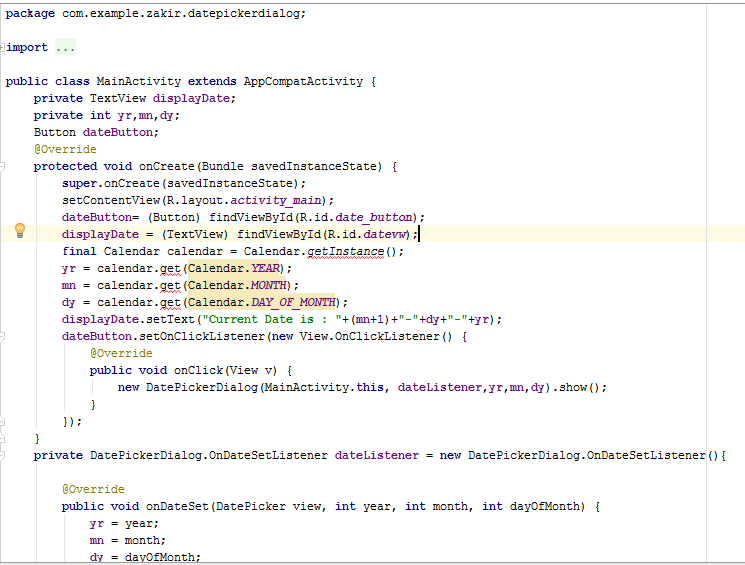 package com.example.zakir.datepickerdialog;
import ...
public class MainActivity extends AppCompatActivity {
    private TextView displayDate;
    private int yr,mn,dy;
    Button dateButton;
    @Override
    protected void onCreate(Bundle savedInstanceState) {
        super.onCreate(savedInstanceState);
        setContentView(R.layout.activity_main);
        dateButton= (Button) findViewById(R.id.date_button);
        displayDate = (TextView) findViewById(R.id.datevw);
        final Calendar calendar = Calendar.getInstance();
        yr = calendar.get(Calendar.YEAR);
        mn = calendar.get(Calendar.MONTH);
        dy = calendar.get(Calendar.DAY_OF_MONTH);
        displayDate.setText("Current Date is : "+(mn+1)+"-"+dy+"-"+yr);
        dateButton.setOnClickListener(new View.OnClickListener() {
            @Override
            public void onClick(View v) {
                new DatePickerDialog(MainActivity.this, dateListener,yr,mn,dy).show();
            }
        });
    }
    private DatePickerDialog.OnDateSetListener dateListener = new DatePickerDialog.OnDateSetListener(){
        @Override
        public void onDateSet(DatePicker view, int year, int month, int dayOfMonth) {
            yr = year;
            mn = month;
            dy = dayOfMonth;